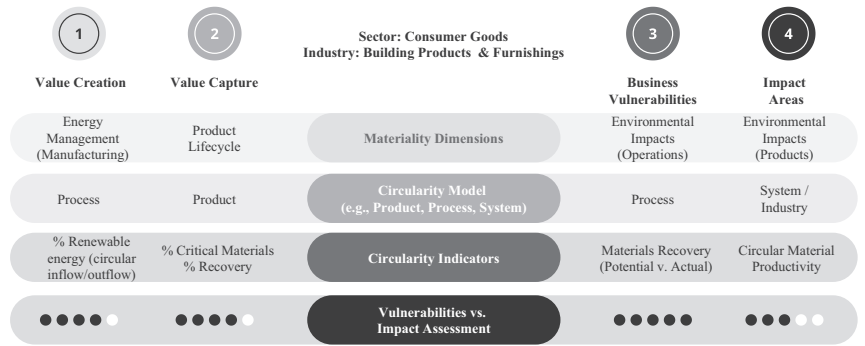 1
2
Sector: Consumer Goods
Industry: Building Products & Furnishings
3
4
Value Creation
Value Capture
Business
Vulnerabilities
Impact
Areas
Energy
Management
(Manufacturing)
Product
Lifecycle
Materiality Dimensions
Environmental
Impacts
(Operations)
Environmental
Impacts
(Products)
Process
Product
Circularity Model
(e.g., Product, Process, System)
Process
System /
Industry
% Renewable
energy (circular
inflow/outflow)
% Critical Materials
% Recovery
Circularity Indicators
Materials Recovery
(Potential v. Actual)
Circular Material
Productivity
Vulnerabilities vs.
Impact Assessment